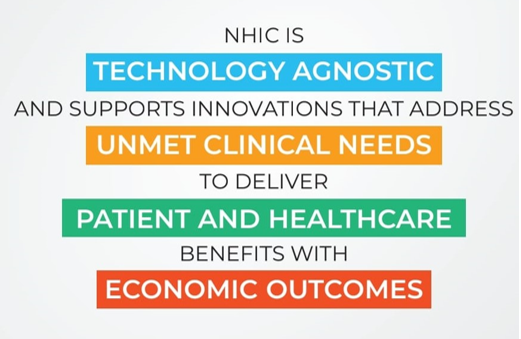 NHIC IS
TECHNOLOGY AGNOSTIC
AND SUPPORTS INNOVATIONS THAT ADDRESS
UNMET CLINICAL NEEDS
TO DELIVER
PATIENT AND HEALTHCARE
BENEFITS WITH
ECONOMIC OUTCOMES